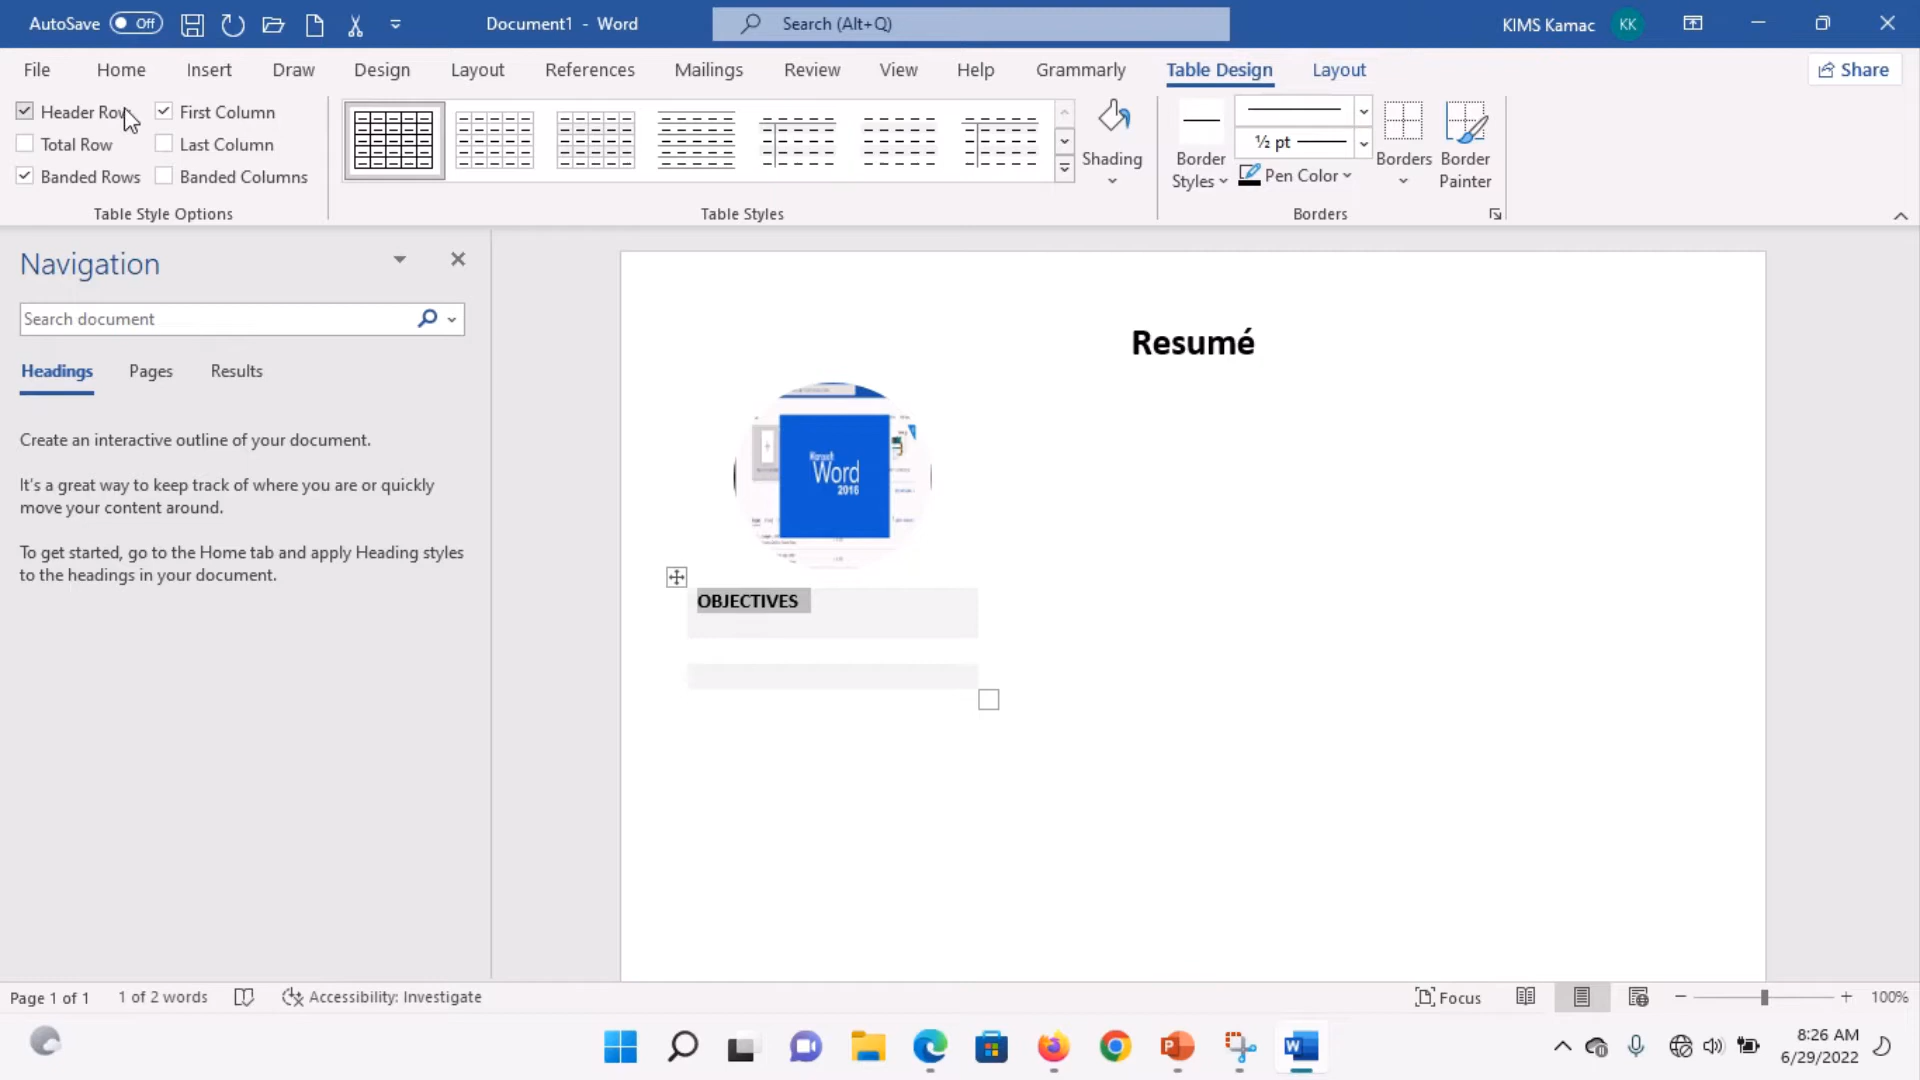 AutoSave Off Document1 - Word Search (Alt+Q) KIMS Kamac KK
File Home Insert Draw Design Layout References Mailings Review View Help Grammarly Table Design Layout Share
Header Row First Column
Total Row Last Column
Banded Rows Banded Columns
Table Style Options
Table Styles
Shading
Border
Styles
½ pt
Pen Color
Borders
Border
Painter
Borders
Navigation
Search document
Headings Pages Results
Create an interactive outline of your document.
It's a great way to keep track of where you are or quickly
move your content around.
To get started, go to the Home tab and apply Heading styles
to the headings in your document.
Resumé
Microsoft
Word
2016
OBJECTIVES
Page 1 of 1 1 of 2 words Accessibility: Investigate Focus 100%
8:26 AM
6/29/2022